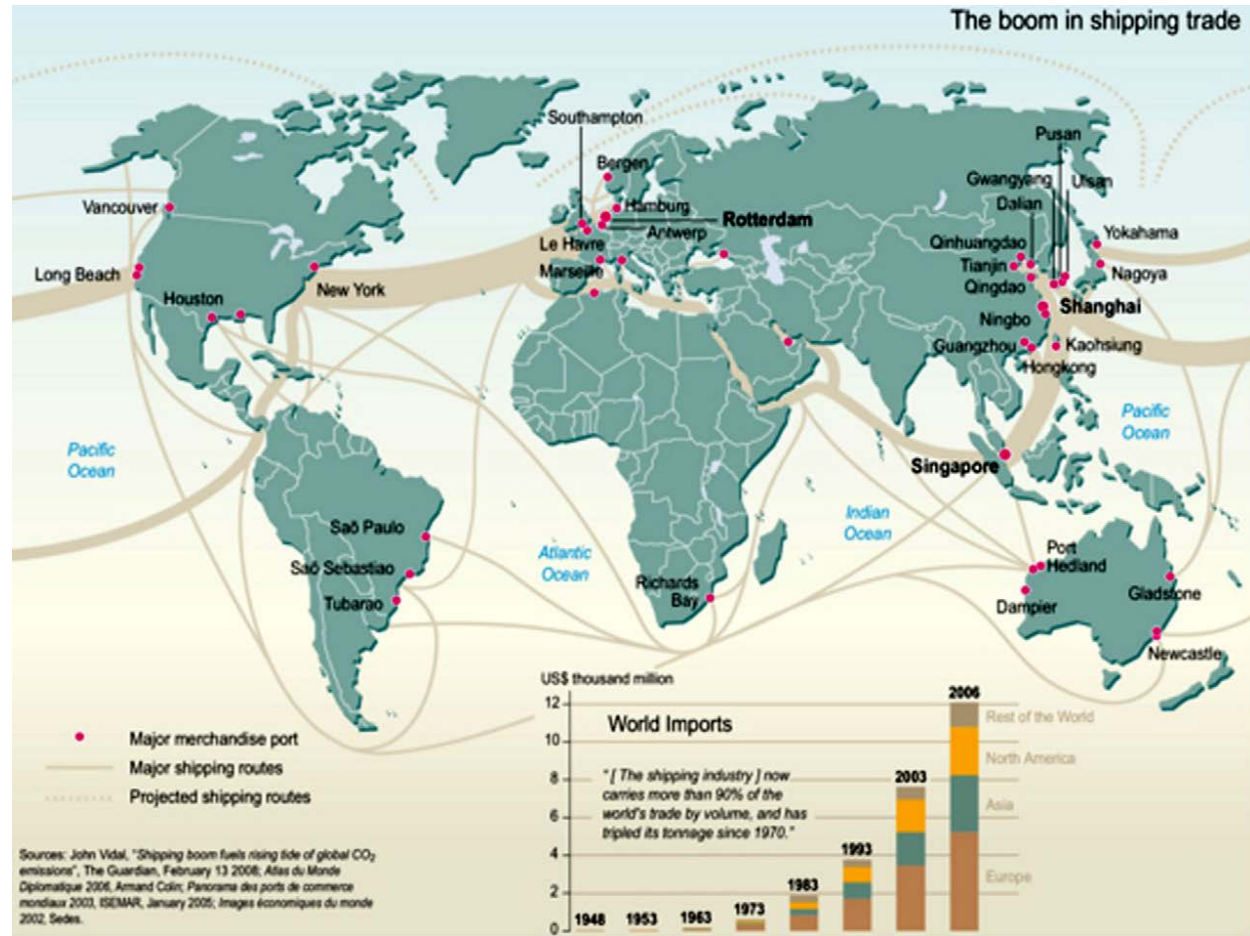 The boom in shipping trade
Southampton
Bergen
Pusan
Gwangyang
Ulsan
Dalian
Vancouver
Hamburg
Rotterdam
Antwerp
Le Havre
Marseille
Qinhuangdao
Yokahama
Tianjin
Nagoya
Qingdao
Long Beach
New York
Houston
Shanghai
Ningbo
Guangzhou
Kaohsiung
Hongkong
Pacific
Ocean
Pacific
Ocean
Singapore
Saõ Paulo
Indian
Ocean
Atlantic
Ocean
Saõ Sebastiao
Richards
Bay
Port
Hedland
Tubarao
Dampier
Gladstone
Newcastle
US$ thousand million
World Imports
"[ The shipping industry ] now
carries more than 90% of the
world's trade by volume, and has
tripled its tonnage since 1970."
12
10
8
6
4
2
0
1948
1953
1963
1973
1983
1993
2003
2006
Rest of the World
North America
Asia
Europe
Major merchandise port
Major shipping routes
Projected shipping routes
Sources: John Vidal, "Shipping boom fuels rising tide of global CO₂
emissions", The Guardian, February 13 2008; Atlas du Monde
Diplomatique 2006, Armand Colin; Panorama des ports de commerce
mondiaux 2003, ISEMAR, January 2005; Images économiques du monde
2002, Sedes.